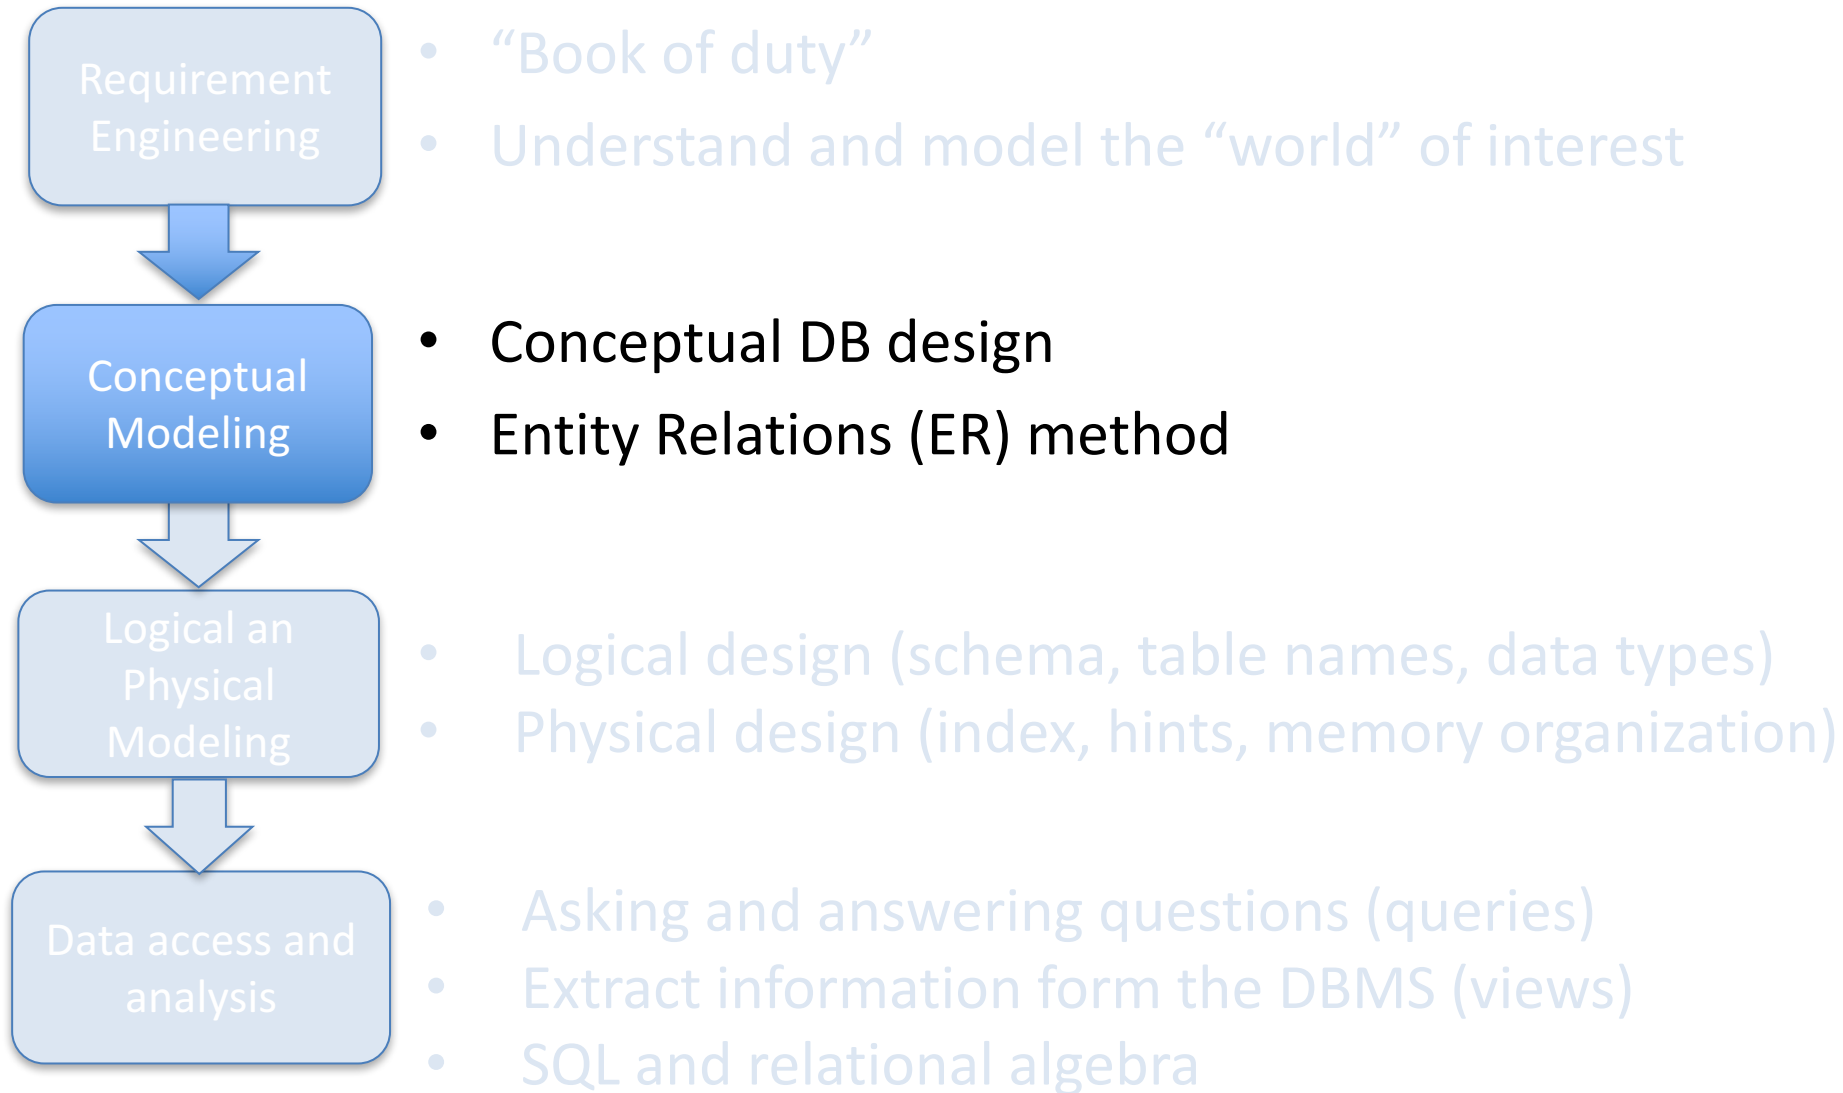 Requirement
Engineering
• “Book of duty”
• Understand and model the “world” of interest
Conceptual
Modeling
• Conceptual DB design
• Entity Relations (ER) method
Logical an
Physical
Modeling
• Logical design (schema, table names, data types)
• Physical design (index, hints, memory organization)
Data access and
analysis
• Asking and answering questions (queries)
• Extract information form the DBMS (views)
• SQL and relational algebra